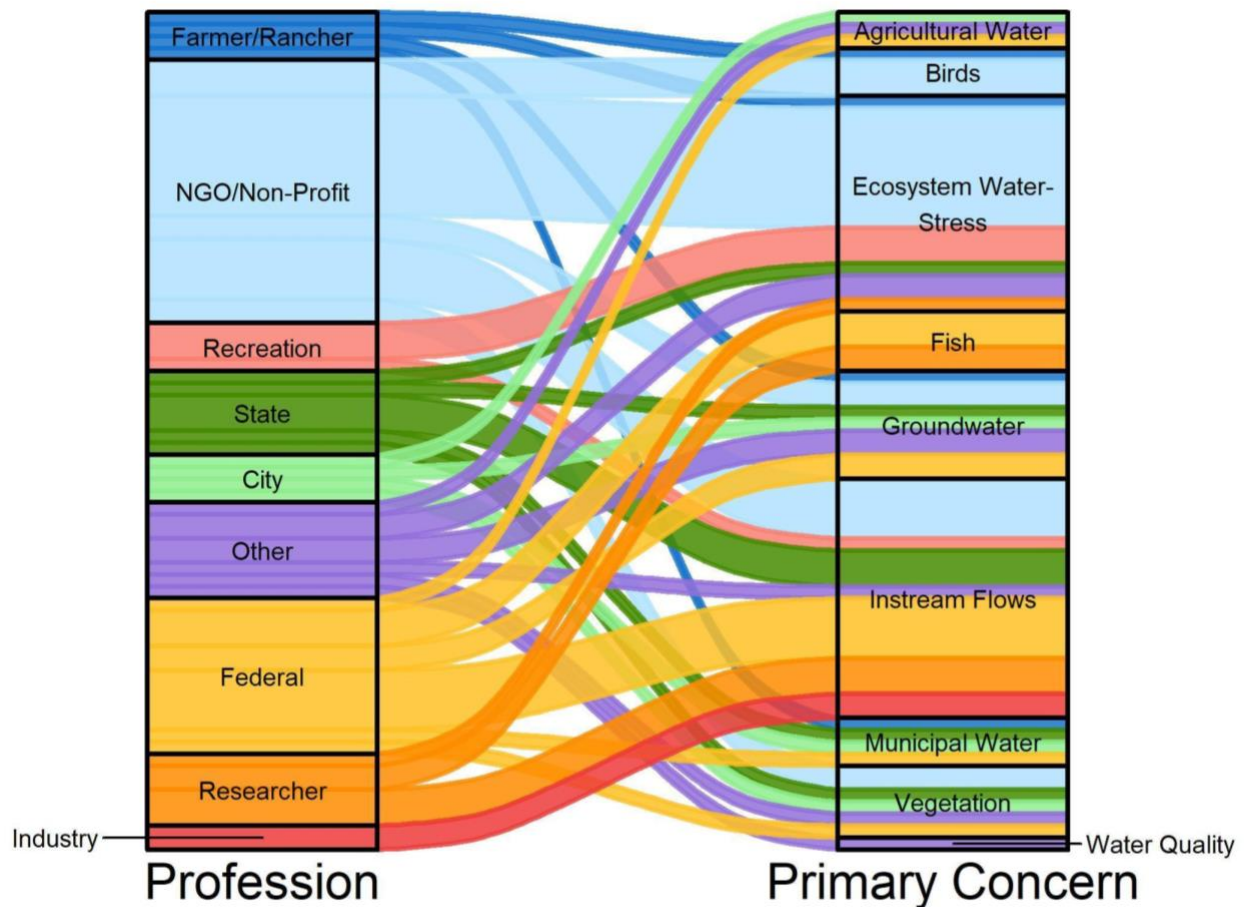 Farmer/Rancher
NGO/Non-Profit
Recreation
State
City
Other
Federal
Researcher
Industry
Profession
Agricultural Water
Birds
Ecosystem Water-
Stress
Fish
Groundwater
Instream Flows
Municipal Water
Vegetation
Water Quality
Primary Concern